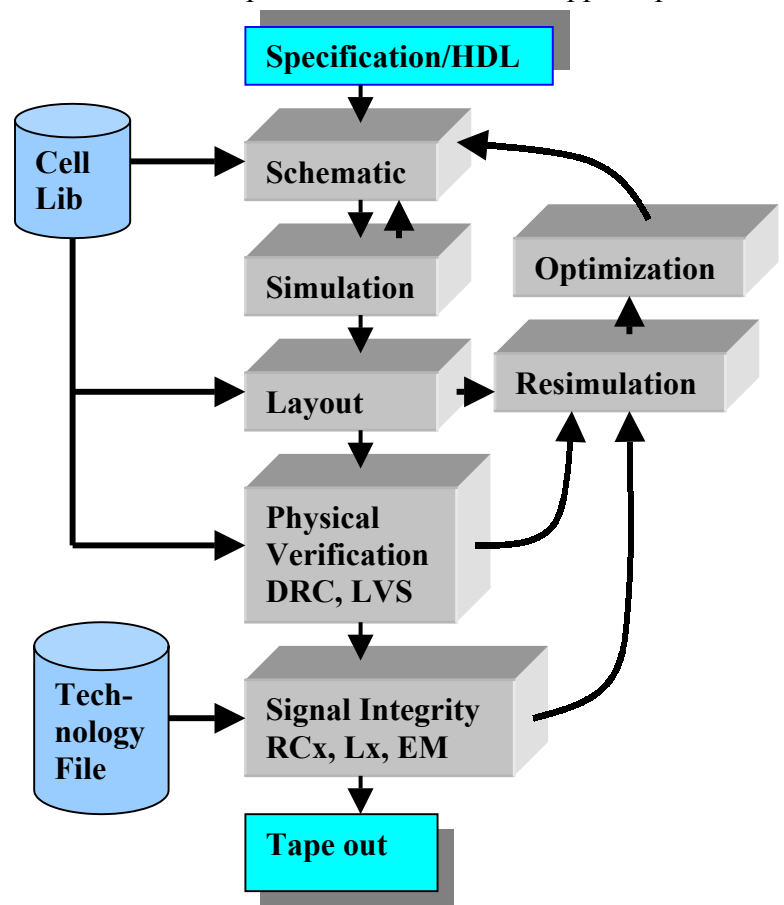 Specification/HDL
Cell
Lib
Schematic
Simulation
Optimization
Layout
Resimulation
Physical
Verification
DRC, LVS
Tech-
nology
File
Signal Integrity
RCx, Lx, EM
Tape out